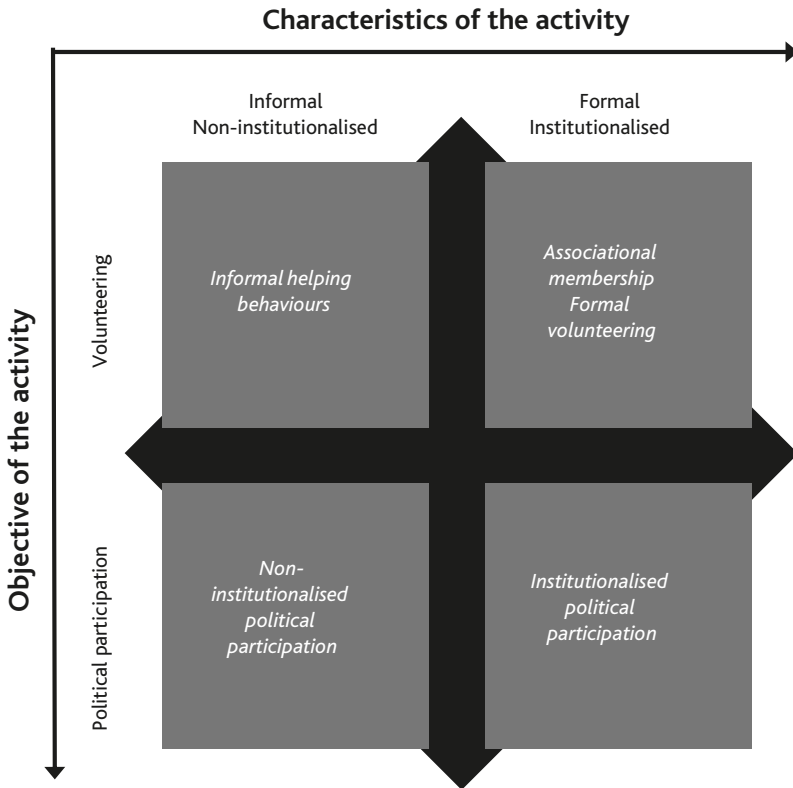 Characteristics of the activity
Informal
Non-institutionalised
Formal
Institutionalised
Objective of the activity
Volunteering
Informal helping
behaviours
Associational
membership
Formal
volunteering
Political participation
Non-
institutionalised
political
participation
Institutionalised
political
participation